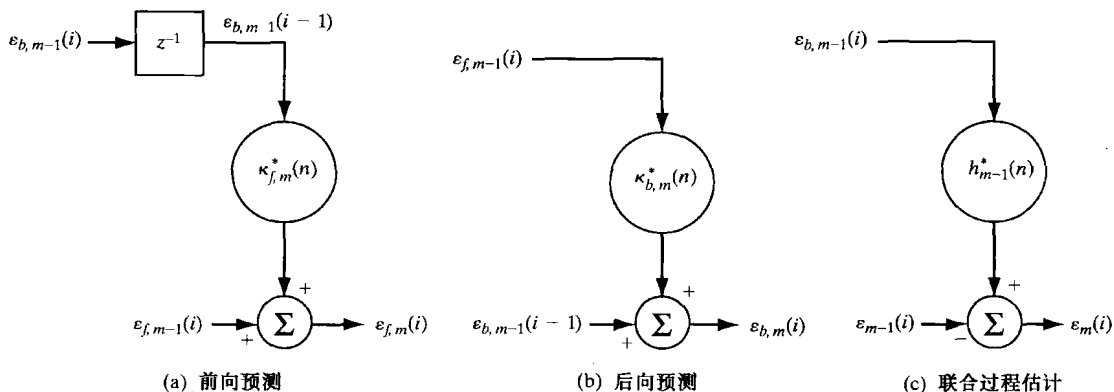 ε_{b, m−1}(i)
z^{−1}
ε_{b, m−1}(i − 1)
κ^*_{f, m}(n)
+
ε_{f, m−1}(i)
+
Σ
ε_{f, m}(i)
(a) 前向预测
ε_{f, m−1}(i)
κ^*_{b, m}(n)
+
ε_{b, m−1}(i − 1)
+
Σ
ε_{b, m}(i)
(b) 后向预测
ε_{b, m−1}(i)
h^*_{m−1}(n)
+
ε_{m−1}(i)
−
Σ
ε_m(i)
(c) 联合过程估计